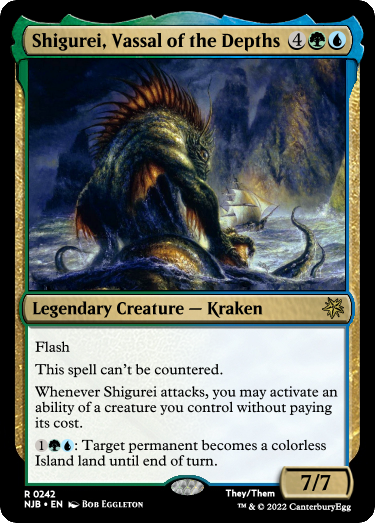 Shigurei, Vassal of the Depths 4
Legendary Creature — Kraken
Flash
This spell can't be countered.
Whenever Shigurei attacks, you may activate an
ability of a creature you control without paying
its cost.
1: Target permanent becomes a colorless
Island land until end of turn.
7/7
R 0242
NJB • EN Bob Eggleton
They/Them
™ & © 2022 CanterburyEgg